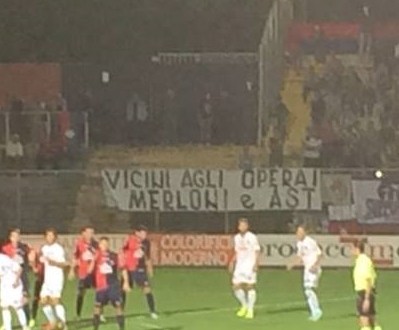 VICINI AGLI OPERAI
MERLONI e AST
COLORIFICIO
MODERNO